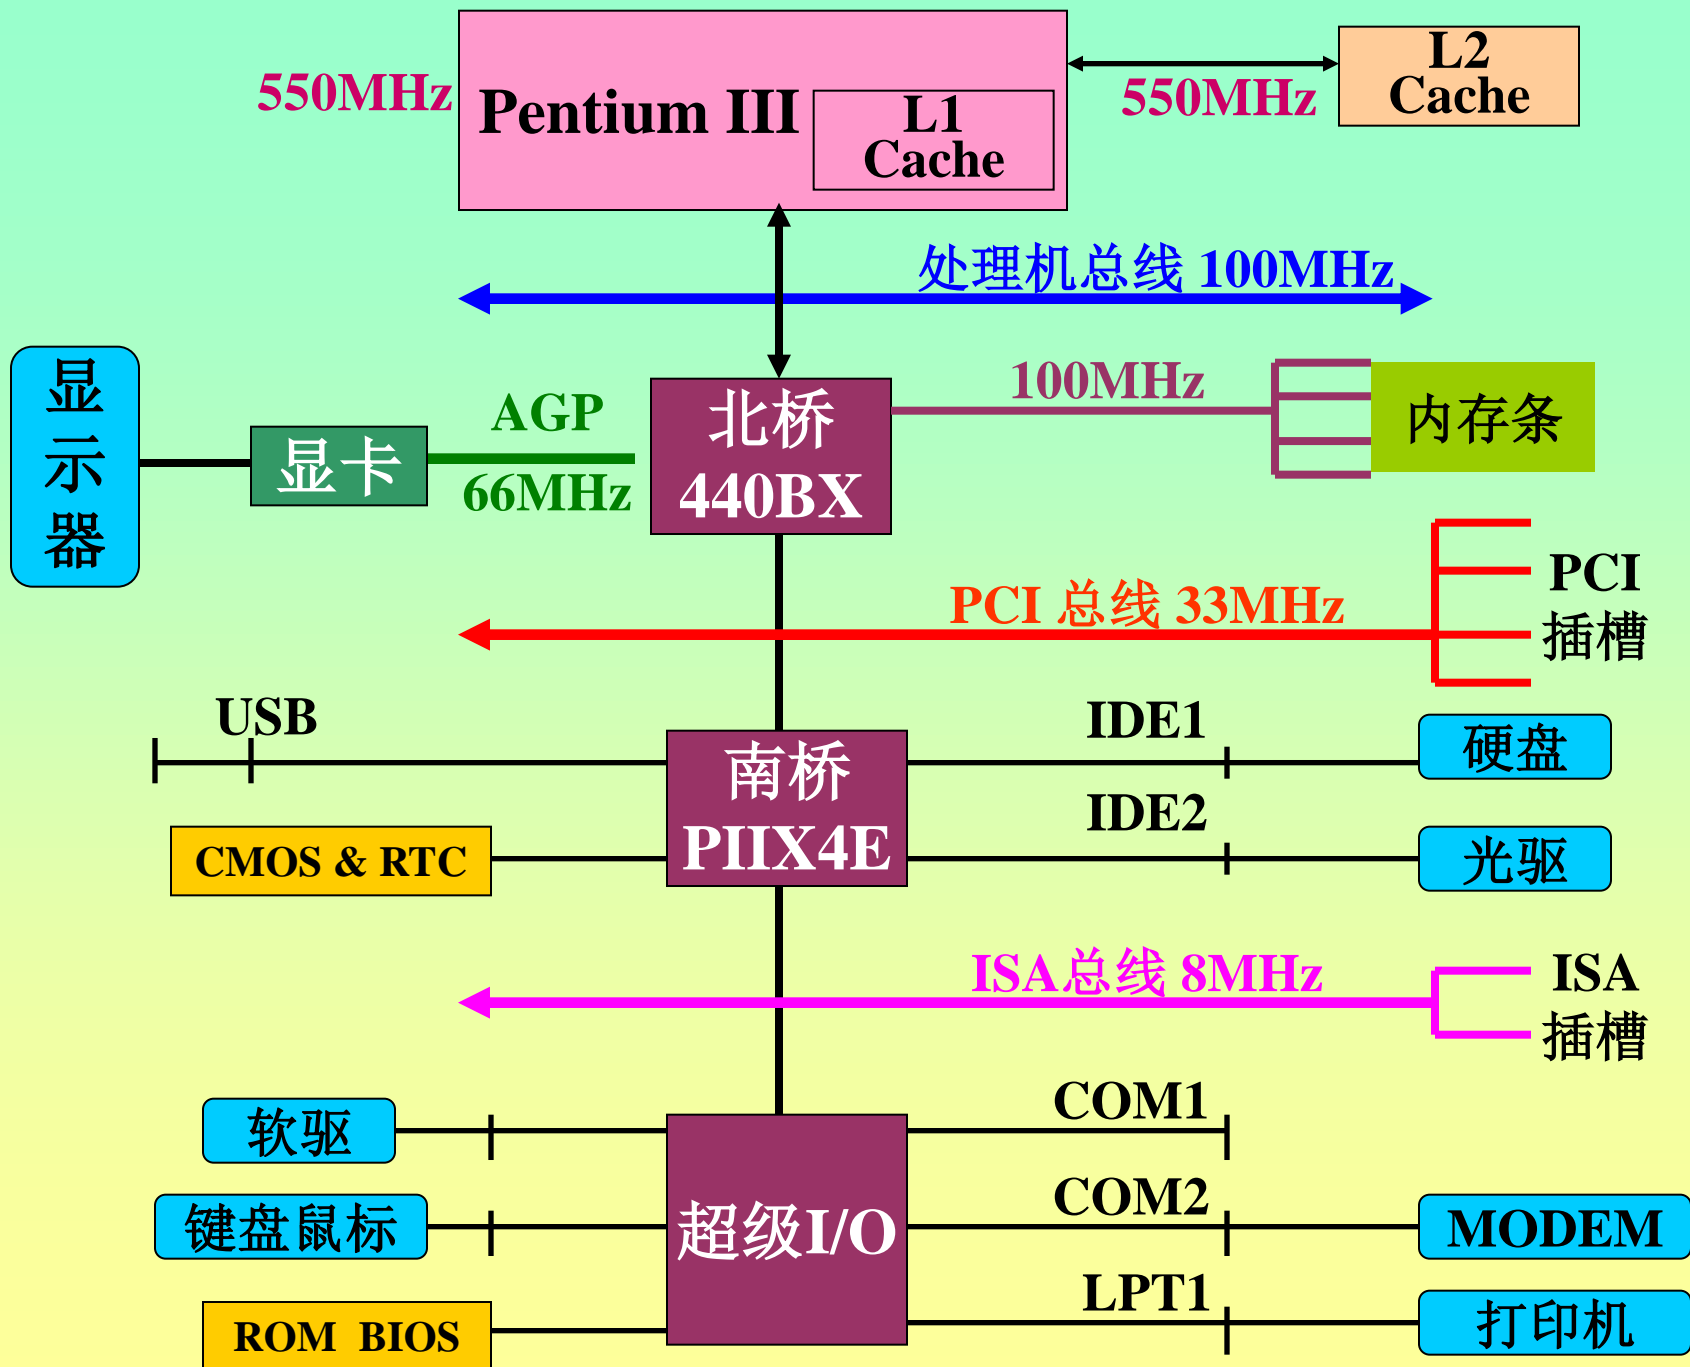 550MHz
Pentium III
L1
Cache
550MHz
L2
Cache
处理机总线 100MHz
显
示
器
显卡
AGP
66MHz
北桥
440BX
100MHz
内存条
PCI 总线 33MHz
PCI
插槽
USB
CMOS & RTC
南桥
PIIX4E
IDE1
硬盘
IDE2
光驱
ISA总线 8MHz
ISA
插槽
软驱
键盘鼠标
ROM BIOS
超级I/O
COM1
COM2
MODEM
LPT1
打印机